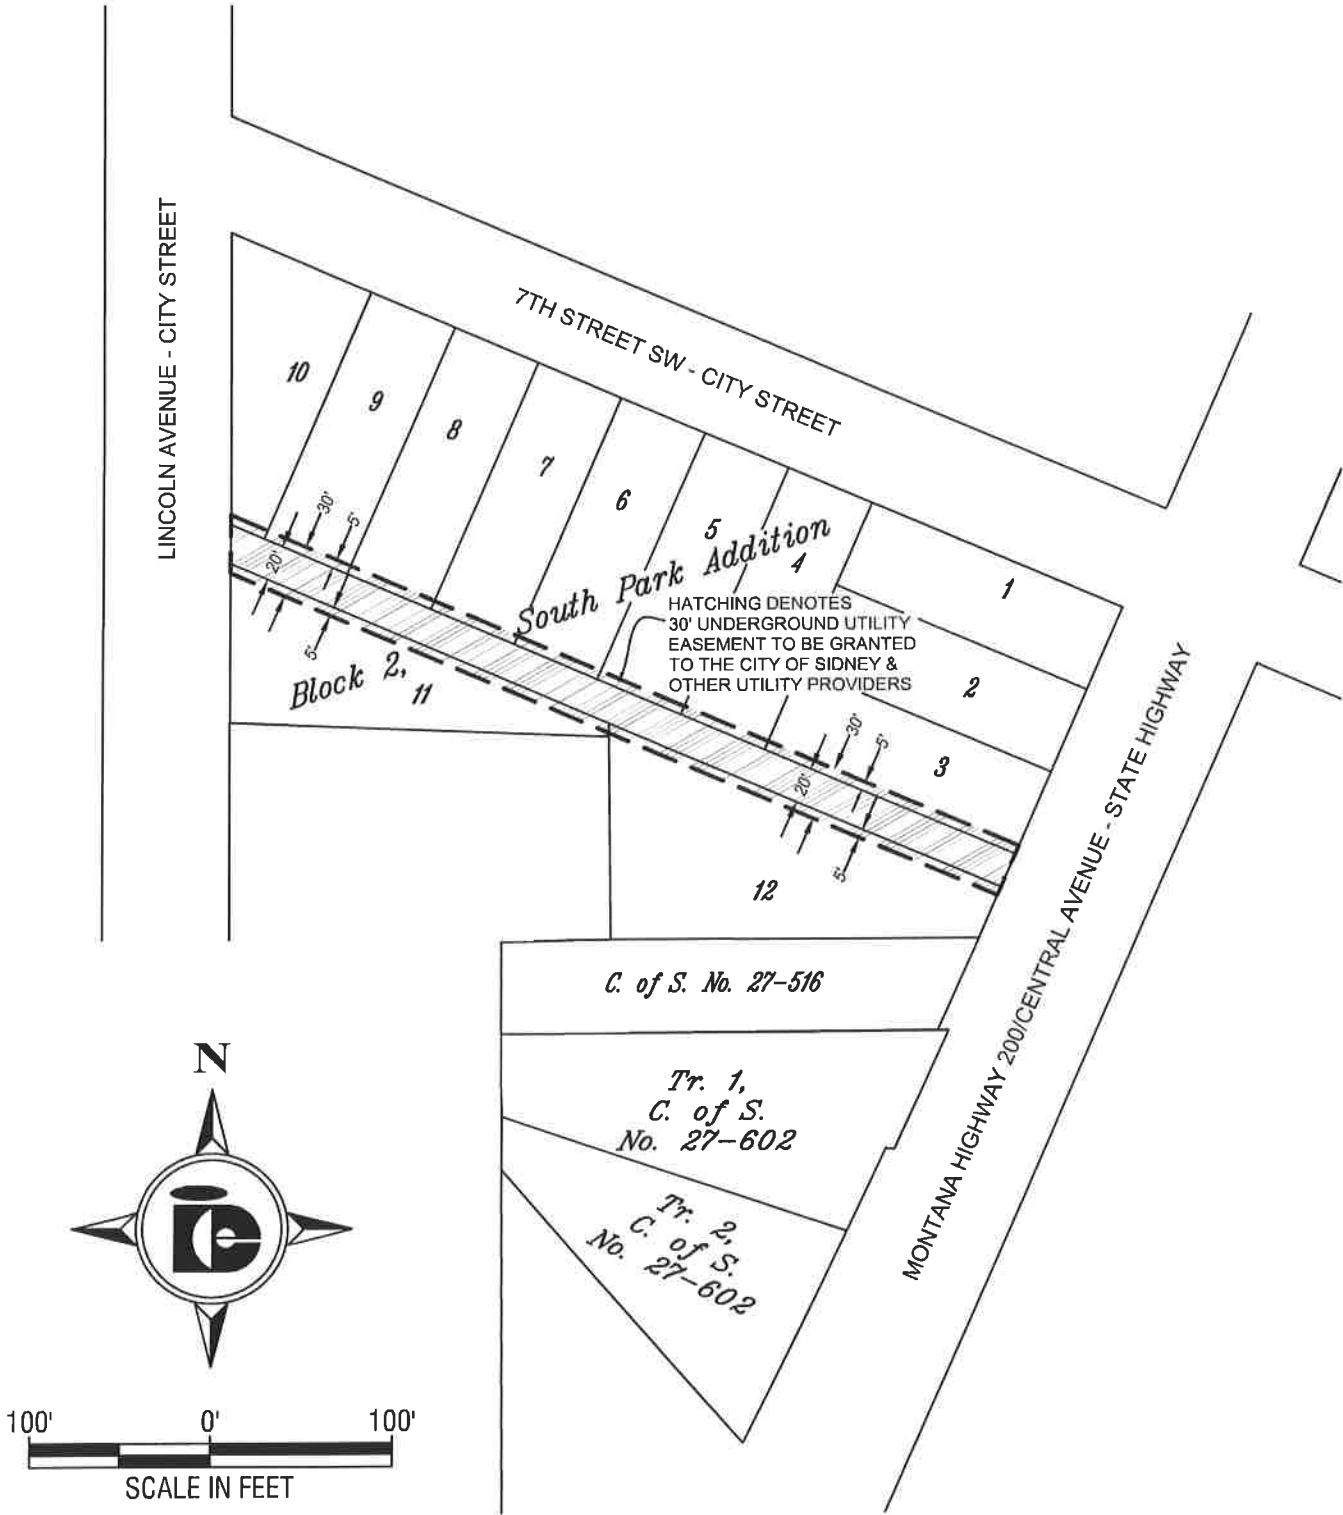 LINCOLN AVENUE - CITY STREET
7TH STREET SW - CITY STREET
10
9
8
7
6
5
4
1
2
3
South Park Addition
HATCHING DENOTES
30' UNDERGROUND UTILITY
EASEMENT TO BE GRANTED
TO THE CITY OF SIDNEY &
OTHER UTILITY PROVIDERS
30'
5'
20'
5'
Block 2,
11
30'
5'
20'
5'
12
MONTANA HIGHWAY 200/CENTRAL AVENUE - STATE HIGHWAY
C. of S. No. 27-516
Tr. 1,
C. of S.
No. 27-602
Tr. 2,
C. of S.
No. 27-602
N
100' 0' 100'
SCALE IN FEET